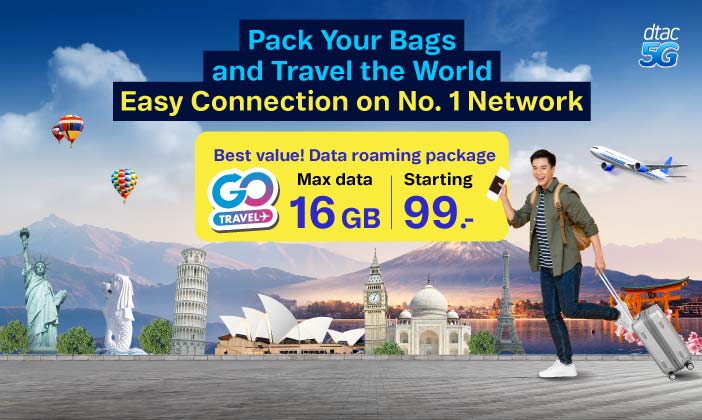 Pack Your Bags
and Travel the World
Easy Connection on No. 1 Network
dtac
5G
Best value! Data roaming package
GO
TRAVEL
Max data
16 GB
Starting
99.-